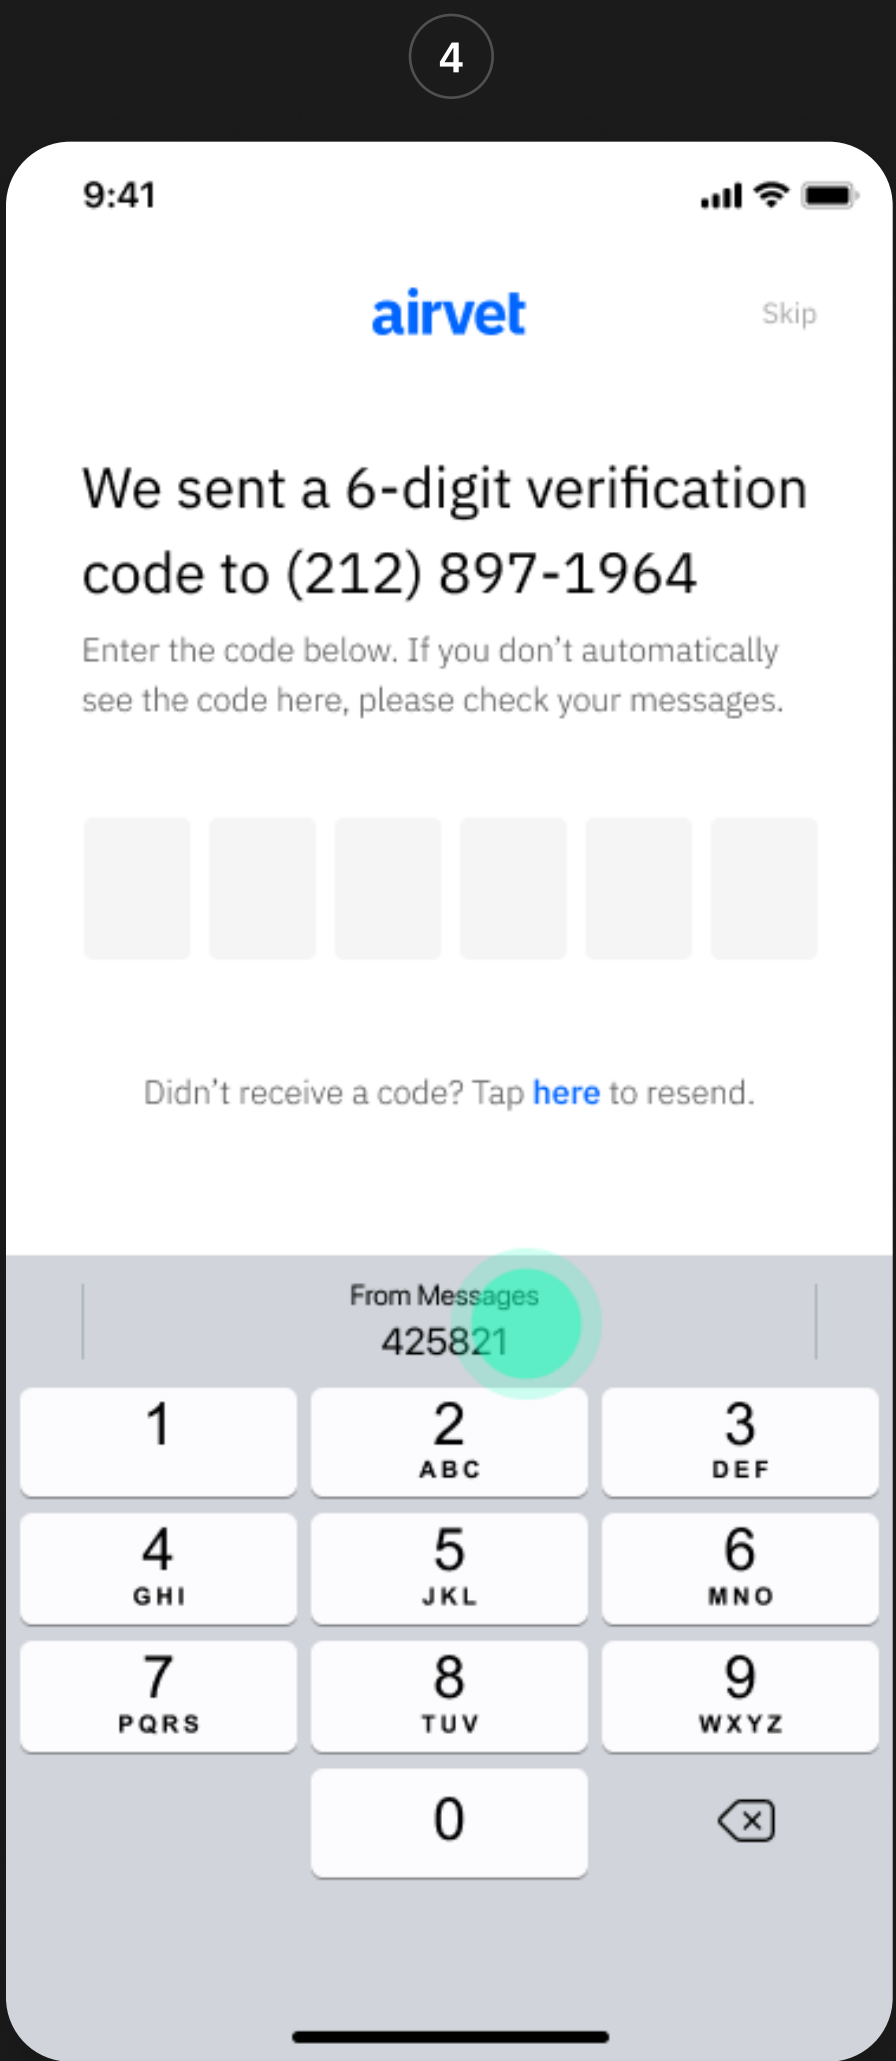 4
9:41
airvet
Skip
We sent a 6-digit verification
code to (212) 897-1964
Enter the code below. If you don’t automatically
see the code here, please check your messages.
Didn’t receive a code? Tap here to resend.
From Messages
425821
1
2
3
ABC
DEF
4
5
6
GHI
JKL
MNO
7
8
9
PQRS
TUV
WXYZ
0